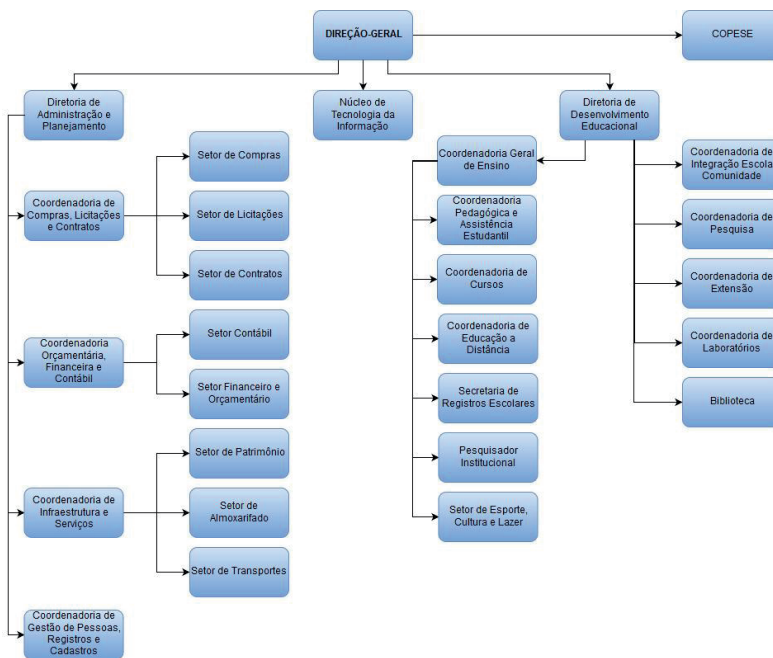 DIREÇÃO-GERAL
COPESE
Diretoria de
Administração e
Planejamento
Núcleo de
Tecnologia da
Informação
Diretoria de
Desenvolvimento
Educacional
Coordenadoria de
Compras, Licitações
e Contratos
Setor de Compras
Setor de Licitações
Setor de Contratos
Coordenadoria
Orçamentária,
Financeira e
Contábil
Setor Contábil
Setor Financeiro e
Orçamentário
Coordenadoria de
Infraestrutura e
Serviços
Setor de Patrimônio
Setor de
Almoxarifado
Setor de Transportes
Coordenadoria de
Gestão de Pessoas,
Registros e
Cadastros
Coordenadoria Geral
de Ensino
Coordenadoria
Pedagógica e
Assistência
Estudantil
Coordenadoria de
Cursos
Coordenadoria de
Educação a
Distância
Secretaria de
Registros Escolares
Pesquisador
Institucional
Setor de Esporte,
Cultura e Lazer
Coordenadoria de
Integração Escola
Comunidade
Coordenadoria de
Pesquisa
Coordenadoria de
Extensão
Coordenadoria de
Laboratórios
Biblioteca